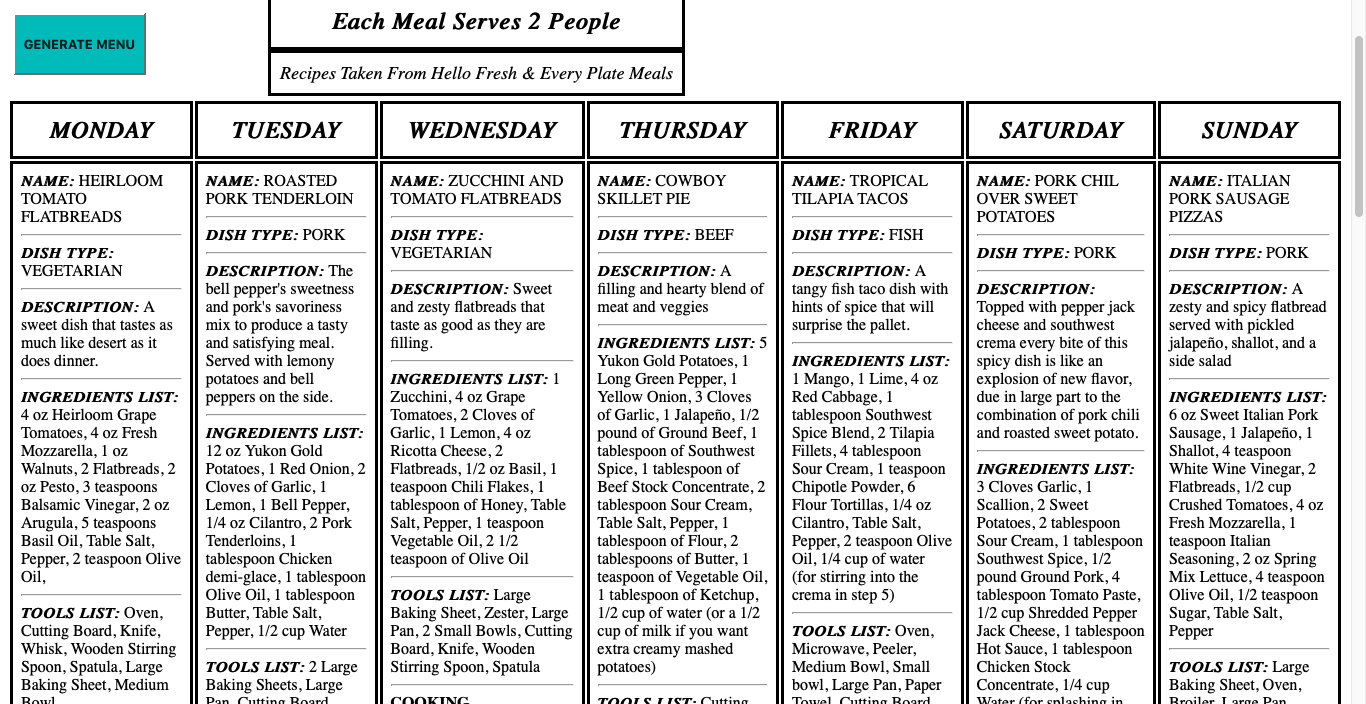 Each Meal Serves 2 People
GENERATE MENU
Recipes Taken From Hello Fresh & Every Plate Meals
MONDAY
NAME: HEIRLOOM
TOMATO
FLATBREADS
DISH TYPE:
VEGETARIAN
DESCRIPTION: A
sweet dish that tastes as
much like desert as it
does dinner.
INGREDIENTS LIST:
4 oz Heirloom Grape
Tomatoes, 4 oz Fresh
Mozzarella, 1 oz
Walnuts, 2 Flatbreads, 2
oz Pesto, 3 teaspoons
Balsamic Vinegar, 2 oz
Arugula, 5 teaspoons
Basil Oil, Table Salt,
Pepper, 2 teaspoon Olive
Oil,
TOOLS LIST: Oven,
Cutting Board, Knife,
Whisk, Wooden Stirring
Spoon, Spatula, Large
Baking Sheet, Medium
Bowl
TUESDAY
NAME: ROASTED
PORK TENDERLOIN
DISH TYPE: PORK
DESCRIPTION: The
bell pepper's sweetness
and pork's savoriness
mix to produce a tasty
and satisfying meal.
Served with lemony
potatoes and bell
peppers on the side.
INGREDIENTS LIST:
12 oz Yukon Gold
Potatoes, 1 Red Onion, 2
Cloves of Garlic, 1
Lemon, 1 Bell Pepper,
1/4 oz Cilantro, 2 Pork
Tenderloins, 1
tablespoon Chicken
demi-glace, 1 tablespoon
Olive Oil, 1 tablespoon
Butter, Table Salt,
Pepper, 1/2 cup Water
TOOLS LIST: 2 Large
Baking Sheets, Large
Pan, Cutting Board
WEDNESDAY
NAME: ZUCCHINI AND
TOMATO FLATBREADS
DISH TYPE:
VEGETARIAN
DESCRIPTION: Sweet
and zesty flatbreads that
taste as good as they are
filling.
INGREDIENTS LIST: 1
Zucchini, 4 oz Grape
Tomatoes, 2 Cloves of
Garlic, 1 Lemon, 4 oz
Ricotta Cheese, 2
Flatbreads, 1/2 oz Basil, 1
teaspoon Chili Flakes, 1
tablespoon of Honey, Table
Salt, Pepper, 1 teaspoon
Vegetable Oil, 2 1/2
teaspoon of Olive Oil
TOOLS LIST: Large
Baking Sheet, Zester, Large
Pan, 2 Small Bowls, Cutting
Board, Knife, Wooden
Stirring Spoon, Spatula
COOKING
THURSDAY
NAME: COWBOY
SKILLET PIE
DISH TYPE: BEEF
DESCRIPTION: A
filling and hearty blend of
meat and veggies
INGREDIENTS LIST: 5
Yukon Gold Potatoes, 1
Long Green Pepper, 1
Yellow Onion, 3 Cloves
of Garlic, 1 Jalapeño, 1/2
pound of Ground Beef, 1
tablespoon of Southwest
Spice, 1 tablespoon of
Beef Stock Concentrate, 2
tablespoon Sour Cream,
Table Salt, Pepper, 1
tablespoon of Flour, 2
tablespoons of Butter, 1
teaspoon of Vegetable Oil,
1 tablespoon of Ketchup,
1/2 cup of water (or a 1/2
cup of milk if you want
extra creamy mashed
potatoes)
TOOLS LIST: Cutting
FRIDAY
NAME: TROPICAL
TILAPIA TACOS
DISH TYPE: FISH
DESCRIPTION: A
tangy fish taco dish with
hints of spice that will
surprise the pallet.
INGREDIENTS LIST:
1 Mango, 1 Lime, 4 oz
Red Cabbage, 1
tablespoon Southwest
Spice Blend, 2 Tilapia
Fillets, 4 tablespoon
Sour Cream, 1 teaspoon
Chipotle Powder, 6
Flour Tortillas, 1/4 oz
Cilantro, Table Salt,
Pepper, 2 teaspoon Olive
Oil, 1/4 cup of water
(for stirring into the
crema in step 5)
TOOLS LIST: Oven,
Microwave, Peeler,
Medium Bowl, Small
bowl, Large Pan, Paper
Towel, Cutting Board
SATURDAY
NAME: PORK CHIL
OVER SWEET
POTATOES
DISH TYPE: PORK
DESCRIPTION:
Topped with pepper jack
cheese and southwest
crema every bite of this
spicy dish is like an
explosion of new flavor,
due in large part to the
combination of pork chili
and roasted sweet potato.
INGREDIENTS LIST:
3 Cloves Garlic, 1
Scallion, 2 Sweet
Potatoes, 2 tablespoon
Sour Cream, 1 tablespoon
Southwest Spice, 1/2
pound Ground Pork, 4
tablespoon Tomato Paste,
1/2 cup Shredded Pepper
Jack Cheese, 1 tablespoon
Hot Sauce, 1 tablespoon
Chicken Stock
Concentrate, 1/4 cup
Water (for splashing in
SUNDAY
NAME: ITALIAN
PORK SAUSAGE
PIZZAS
DISH TYPE: PORK
DESCRIPTION: A
zesty and spicy flatbread
served with pickled
jalapeño, shallot, and a
side salad
INGREDIENTS LIST:
6 oz Sweet Italian Pork
Sausage, 1 Jalapeño, 1
Shallot, 4 teaspoon
White Wine Vinegar, 2
Flatbreads, 1/2 cup
Crushed Tomatoes, 4 oz
Fresh Mozzarella, 1
teaspoon Italian
Seasoning, 2 oz Spring
Mix Lettuce, 4 teaspoon
Olive Oil, 1/2 teaspoon
Sugar, Table Salt,
Pepper
TOOLS LIST: Large
Baking Sheet, Oven,
Broiler, Large Pan